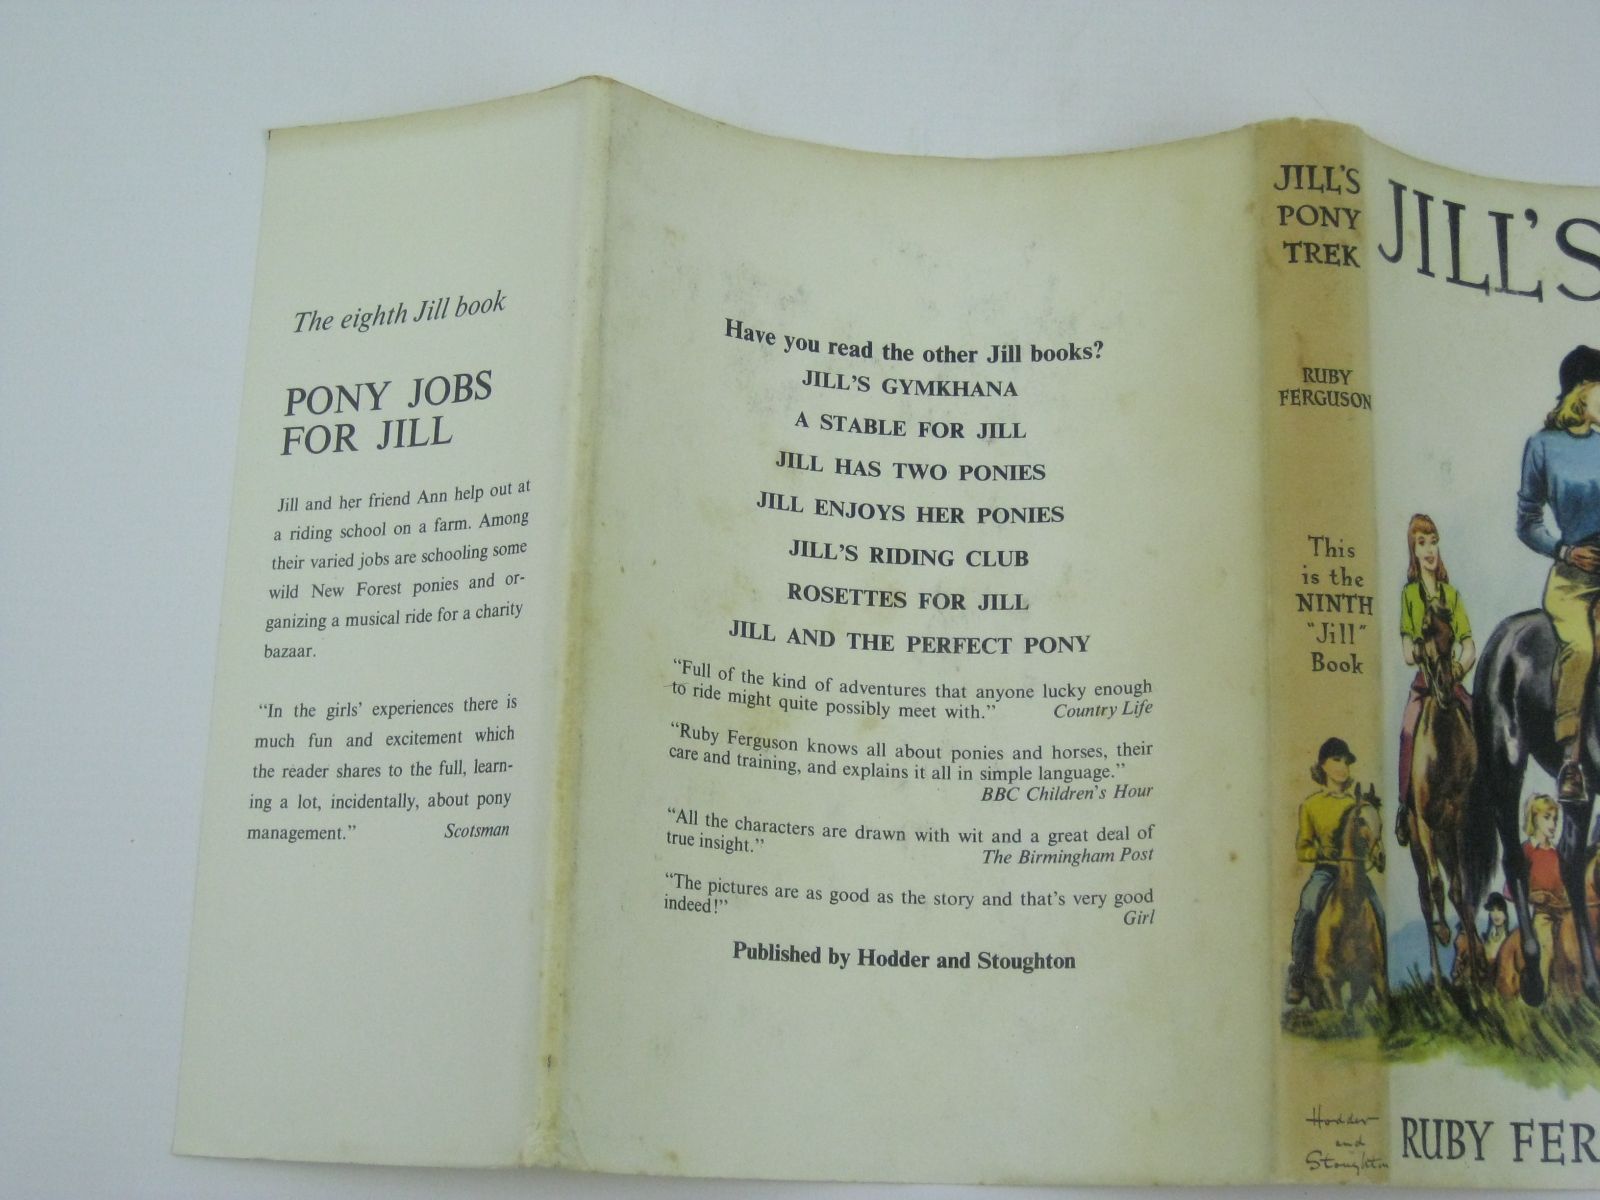 The eighth Jill book
PONY JOBS
FOR JILL
Jill and her friend Ann help out at
a riding school on a farm. Among
their varied jobs are schooling some
wild New Forest ponies and or-
ganizing a musical ride for a charity
bazaar.
“In the girls’ experiences there is
much fun and excitement which
the reader shares to the full, learn-
ing a lot, incidentally, about pony
management.” Scotsman
Have you read the other Jill books?
JILL’S GYMKHANA
A STABLE FOR JILL
JILL HAS TWO PONIES
JILL ENJOYS HER PONIES
JILL’S RIDING CLUB
ROSETTES FOR JILL
JILL AND THE PERFECT PONY
“Full of the kind of adventures that anyone lucky enough
to ride might quite possibly meet with.” Country Life
“Ruby Ferguson knows all about ponies and horses, their
care and training, and explains it all in simple language.”
BBC Children’s Hour
“All the characters are drawn with wit and a great deal of
true insight.” The Birmingham Post
“The pictures are as good as the story and that’s very good
indeed!” Girl
Published by Hodder and Stoughton
JILL’S
PONY
TREK
RUBY
FERGUSON
This
is the
NINTH
"Jill"
Book
Hodder
and
Stoughton
JILL’S
RUBY FER